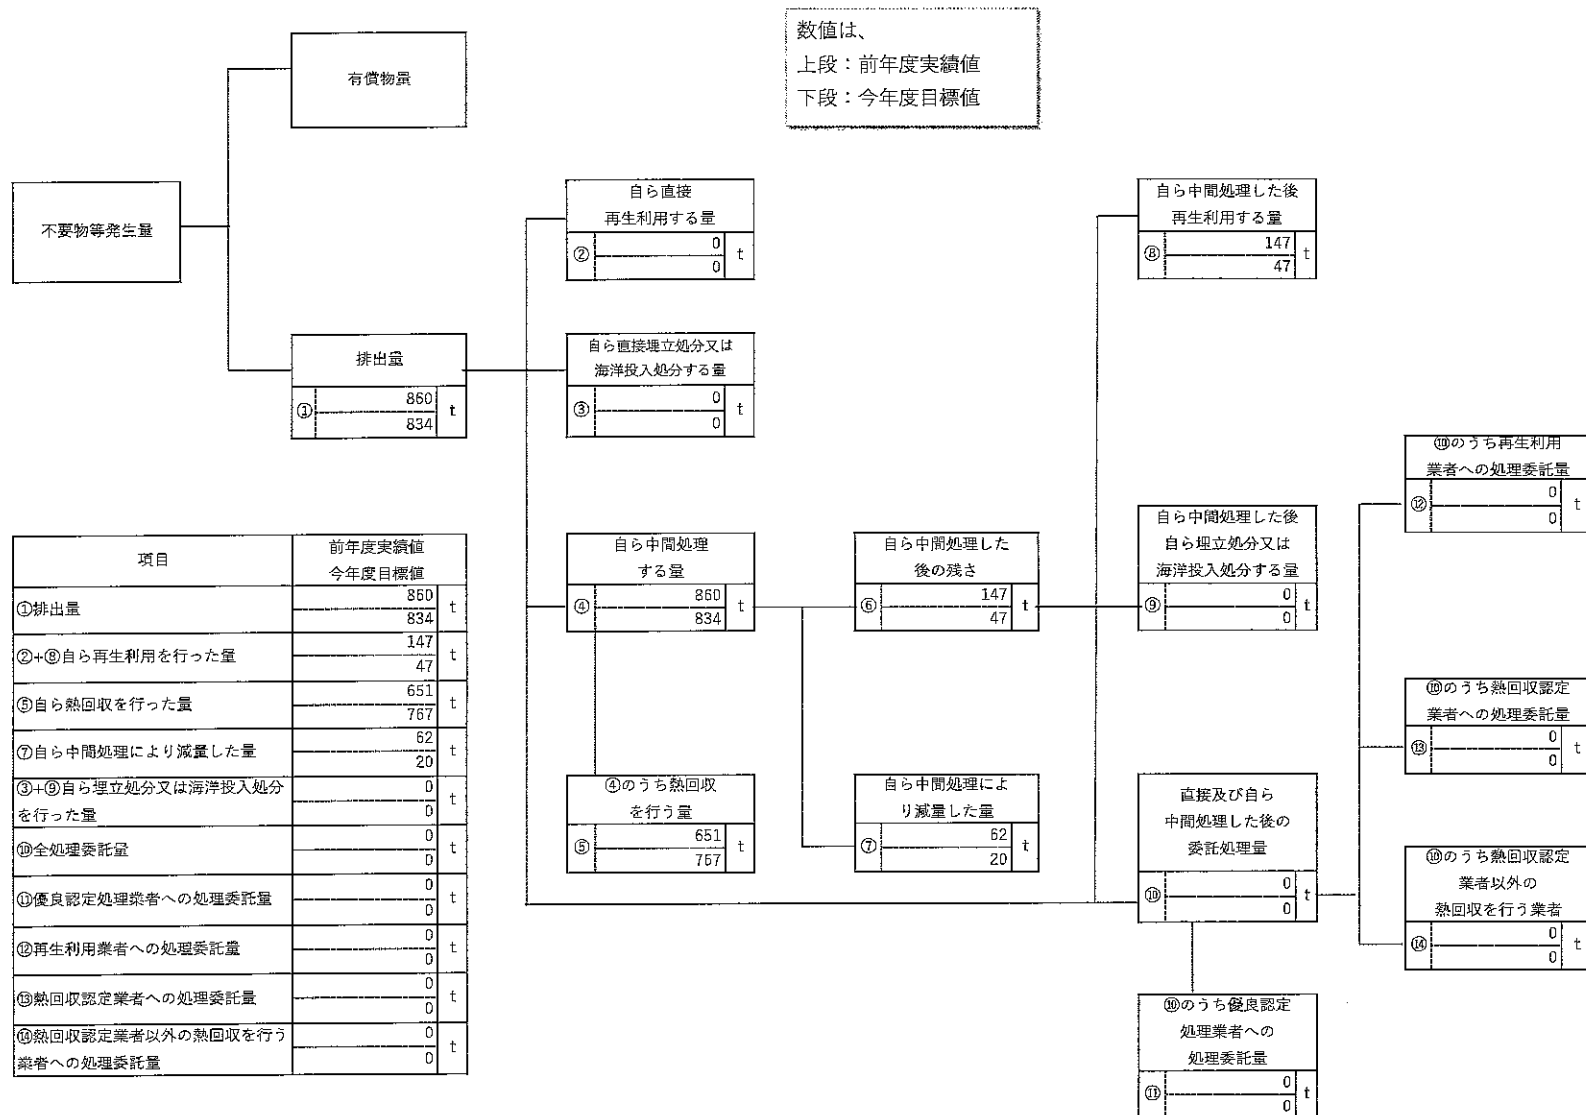 数値は、
上段：前年度実績値
下段：今年度目標値
有償物量
不要物等発生量
排出量
① 860 t
834
自ら直接
再生利用する量
② 0 t
0
自ら直接埋立処分又は
海洋投入処分する量
③ 0 t
0
自ら中間処理
する量
④ 860 t
834
④のうち熱回収
を行う量
⑤ 651 t
767
自ら中間処理した
後の残さ
⑥ 147 t
47
自ら中間処理によ
り減量した量
⑦ 62 t
20
自ら中間処理した後
再生利用する量
⑧ 147 t
47
自ら中間処理した後
自ら埋立処分又は
海洋投入処分する量
⑨ 0 t
0
直接及び自ら
中間処理した後の
委託処理量
⑩ 0 t
0
⑩のうち優良認定
処理業者への
処理委託量
⑪ 0 t
0
⑩のうち再生利用
業者への処理委託量
⑫ 0 t
0
⑩のうち熱回収認定
業者への処理委託量
⑬ 0 t
0
⑩のうち熱回収認定
業者以外の
熱回収を行う業者
⑭ 0 t
0
項目 前年度実績値
今年度目標値
①排出量 860 t
834
②+⑧自ら再生利用を行った量 147 t
47
⑤自ら熱回収を行った量 651 t
767
⑦自ら中間処理により減量した量 62 t
20
③+⑨自ら埋立処分又は海洋投入処分
を行った量 0 t
0
⑩全処理委託量 0 t
0
⑪優良認定処理業者への処理委託量 0 t
0
⑫再生利用業者への処理委託量 0 t
0
⑬熱回収認定業者への処理委託量 0 t
0
⑭熱回収認定業者以外の熱回収を行う
業者への処理委託量 0 t
0